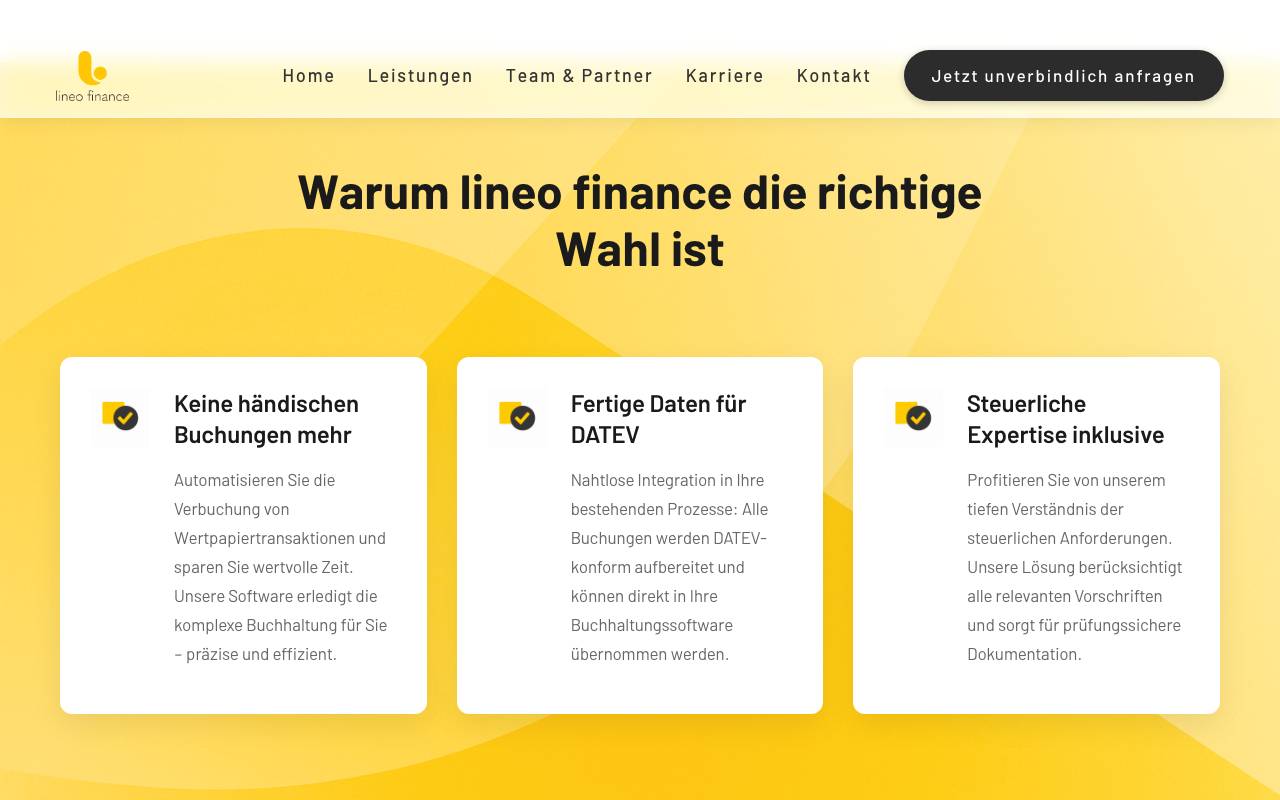 lineo finance
Home
Leistungen
Team & Partner
Karriere
Kontakt
Jetzt unverbindlich anfragen
Warum lineo finance die richtige
Wahl ist
Keine händischen
Buchungen mehr
Automatisieren Sie die
Verbuchung von
Wertpapiertransaktionen und
sparen Sie wertvolle Zeit.
Unsere Software erledigt die
komplexe Buchhaltung für Sie
– präzise und effizient.
Fertige Daten für
DATEV
Nahtlose Integration in Ihre
bestehenden Prozesse: Alle
Buchungen werden DATEV-
konform aufbereitet und
können direkt in Ihre
Buchhaltungssoftware
übernommen werden.
Steuerliche
Expertise inklusive
Profitieren Sie von unserem
tiefen Verständnis der
steuerlichen Anforderungen.
Unsere Lösung berücksichtigt
alle relevanten Vorschriften
und sorgt für prüfungssichere
Dokumentation.